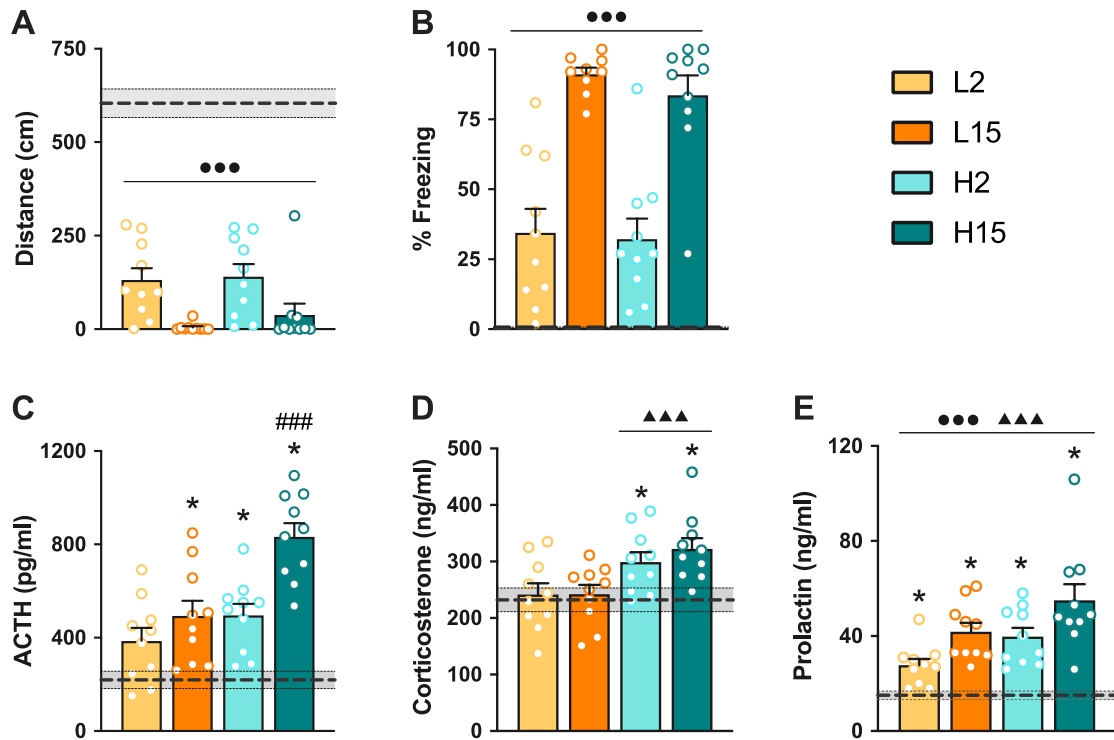 A
Distance (cm)
750
500
250
0
●●●
B
% Freezing
100
75
50
25
0
●●●
L2
L15
H2
H15
C
ACTH (pg/ml)
1200
800
400
0
*
*
###
*
D
Corticosterone (ng/ml)
500
400
300
200
100
0
▲▲▲
*
*
E
Prolactin (ng/ml)
120
80
40
0
●●● ▲▲▲
*
*
*
*